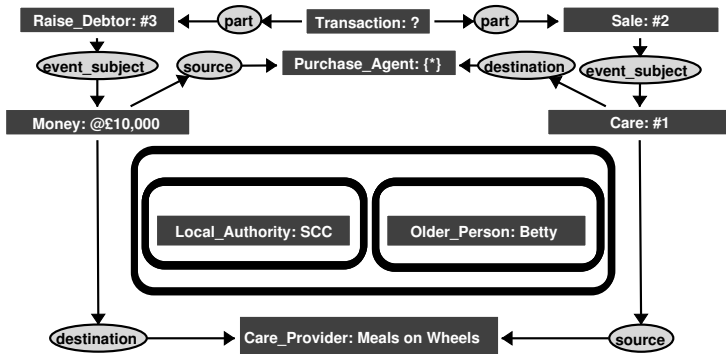 Raise_Debtor: #3
part
Transaction: ?
part
Sale: #2
event_subject
source
Purchase_Agent: {*}
destination
event_subject
Money: @£10,000
Care: #1
Local_Authority: SCC
Older_Person: Betty
destination
Care_Provider: Meals on Wheels
source